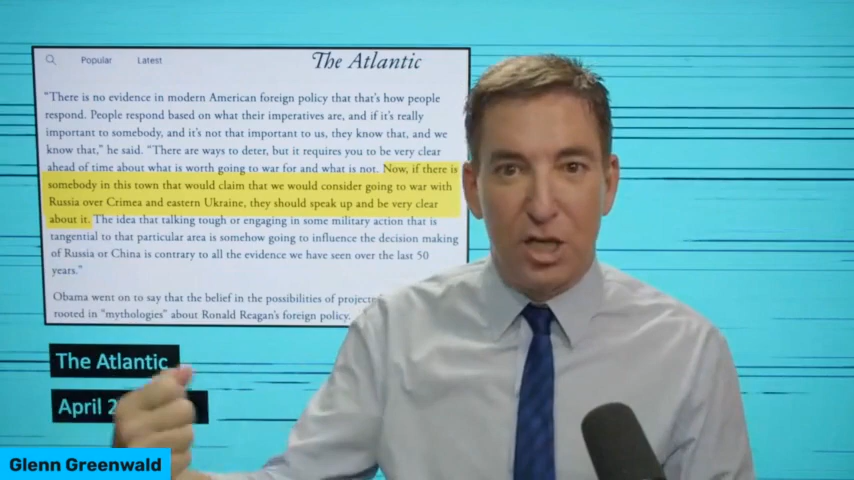 Popular Latest The Atlantic
“There is no evidence in modern American foreign policy that that’s how people
respond. People respond based on what their imperatives are, and if it’s really
important to somebody, and it’s not that important to us, they know that, and we
know that,” he said. “There are ways to deter, but it requires you to be very clear
ahead of time about what is worth going to war for and what is not. Now, if there is
somebody in this town that would claim that we would consider going to war with
Russia over Crimea and eastern Ukraine, they should speak up and be very clear
about it. The idea that talking tough or engaging in some military action that is
tangential to that particular area is somehow going to influence the decision making
of Russia or China is contrary to all the evidence we have seen over the last 50
years.”
Obama went on to say that the belief in the possibilities of
rooted in “mythologies” about Ronald Reagan’s foreign policy.
The Atlantic
April
Glenn Greenwald